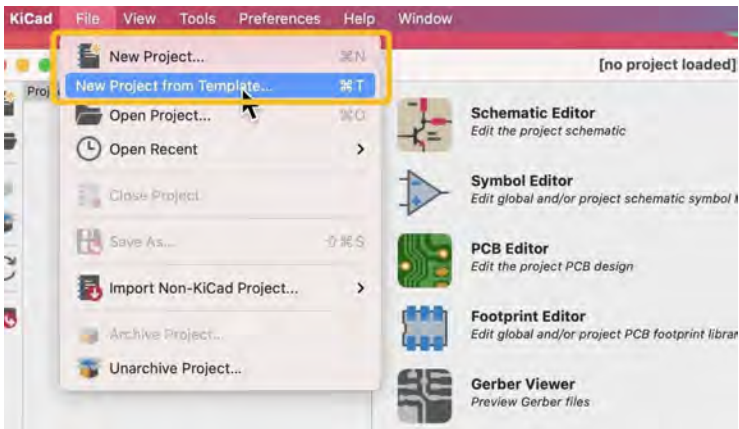 KiCad File View Tools Preferences Help Window
New Project... ⌘N
[no project loaded]
New Project from Template... ⌘T
Open Project... ⌘O
Schematic Editor
Edit the project schematic
Open Recent
Symbol Editor
Edit global and/or project schematic symbol
Close Project
Save As... ⇧⌘S
PCB Editor
Edit the project PCB design
Import Non-KiCad Project...
Footprint Editor
Edit global and/or project PCB footprint
Archive Project...
Unarchive Project...
Gerber Viewer
Preview Gerber files